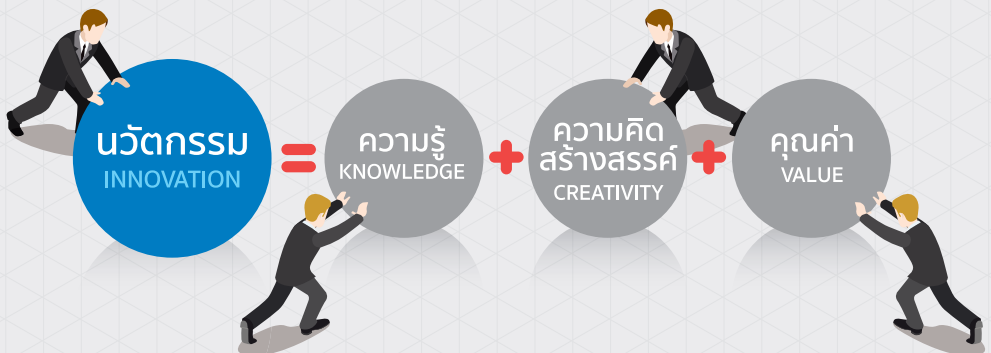 นวัตกรรม
INNOVATION
=
ความรู้
KNOWLEDGE
+
ความคิด
สร้างสรรค์
CREATIVITY
+
คุณค่า
VALUE